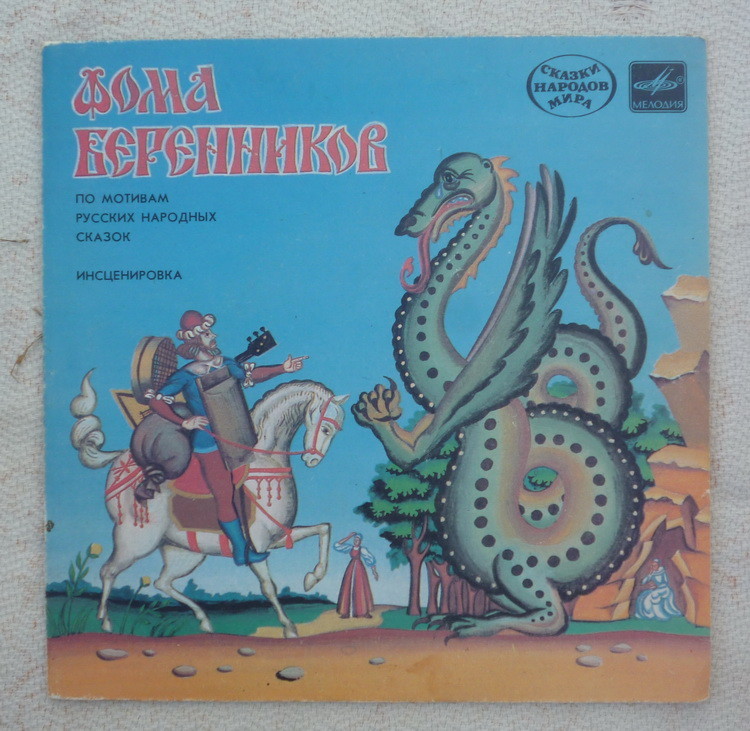 ФОМА
БЕРЕННИКОВ
ПО МОТИВАМ
РУССКИХ НАРОДНЫХ
СКАЗОК
ИНСЦЕНИРОВКА
СКАЗКИ
НАРОДОВ
МИРА
МЕЛОДИЯ